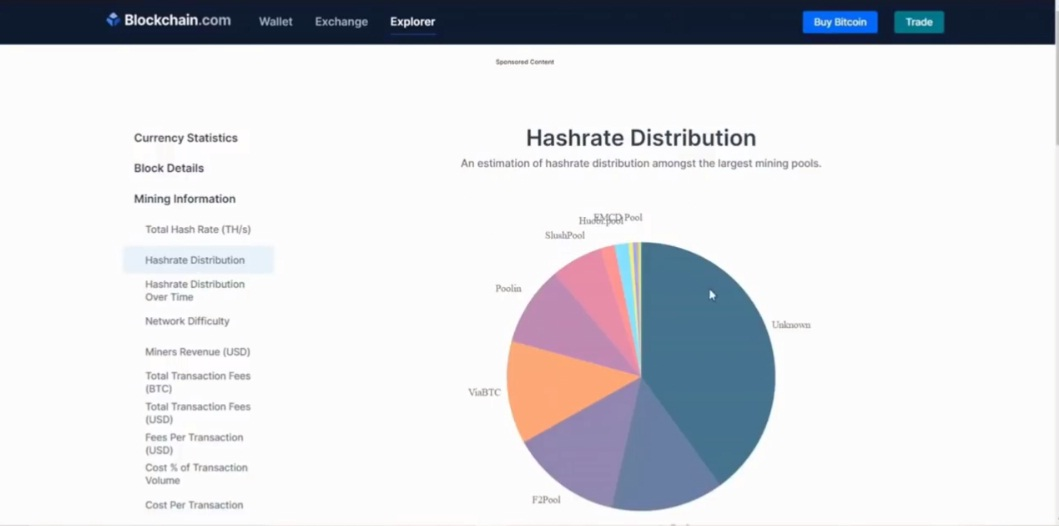 Blockchain.com
Wallet
Exchange
Explorer
Buy Bitcoin
Trade
Sponsored Content
Currency Statistics
Block Details
Mining Information
Total Hash Rate (TH/s)
Hashrate Distribution
Hashrate Distribution
Over Time
Network Difficulty
Miners Revenue (USD)
Total Transaction Fees
(BTC)
Total Transaction Fees
(USD)
Fees Per Transaction
(USD)
Cost % of Transaction
Volume
Cost Per Transaction
Hashrate Distribution
An estimation of hashrate distribution amongst the largest mining pools.
EMCD Pool
SlushPool
Poolin
Unknown
ViaBTC
F2Pool